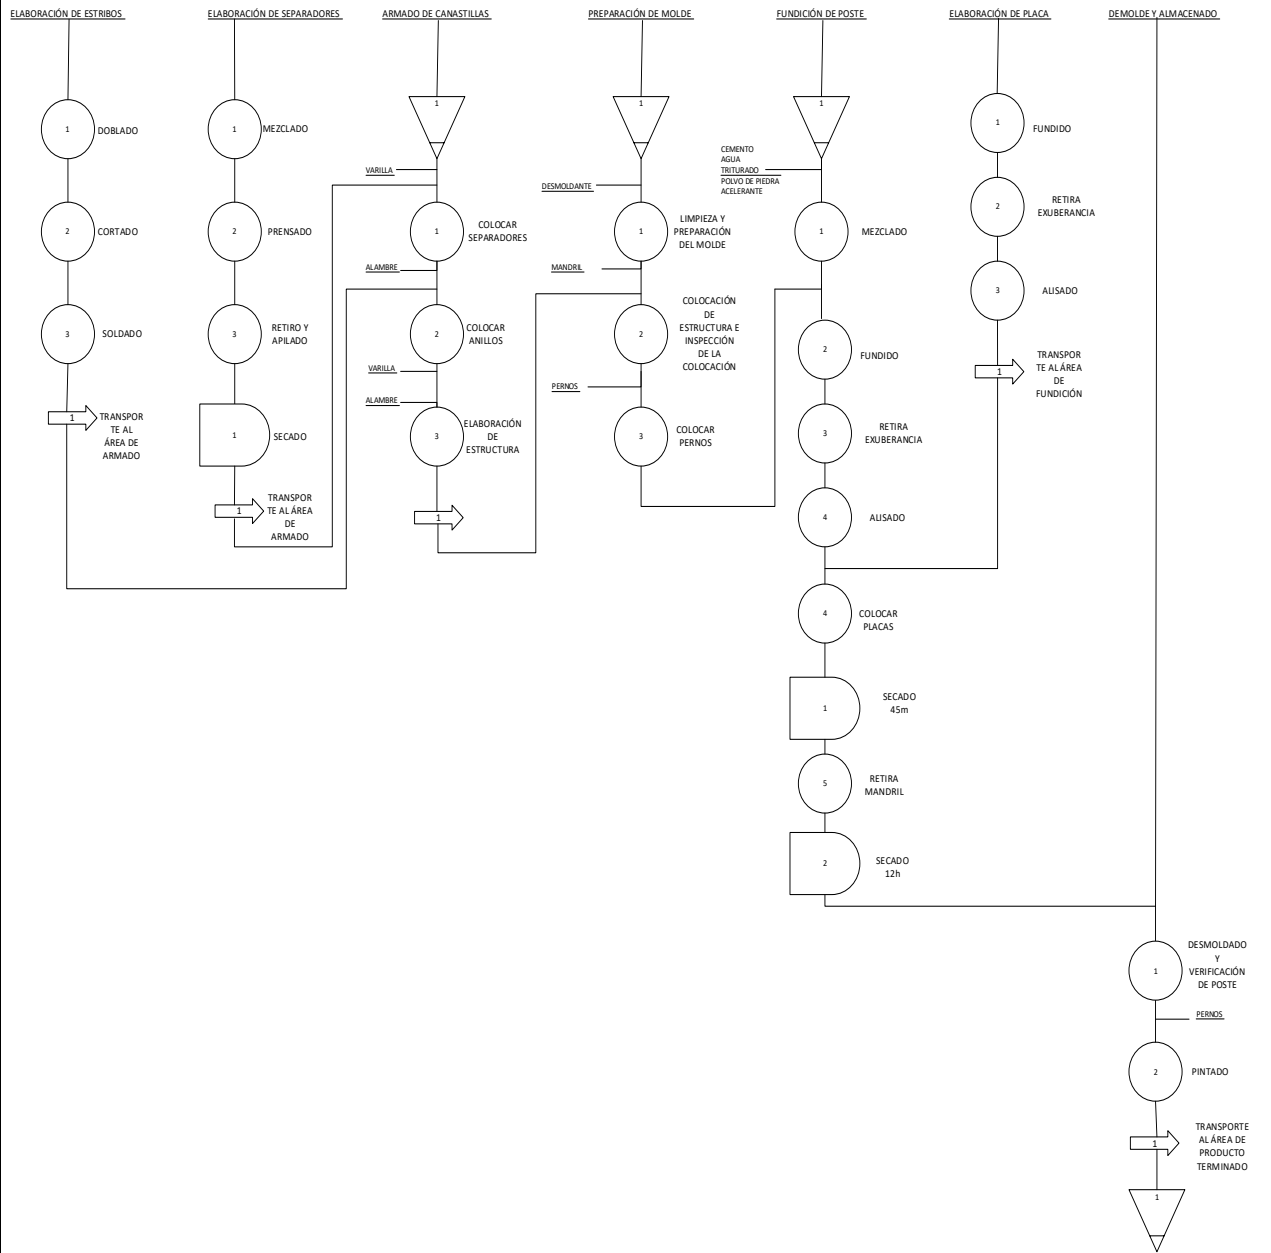 ELABORACIÓN DE ESTRIBOS
1
DOBLADO
2
CORTADO
3
SOLDADO
1
TRANSPOR
TE AL
ÁREA DE
ARMADO
ELABORACIÓN DE SEPARADORES
1
MEZCLADO
2
PRENSADO
3
RETIRO Y
APILADO
1
SECADO
1
TRANSPOR
TE AL ÁREA
DE
ARMADO
ARMADO DE CANASTILLAS
1
VARILLA
1
COLOCAR
SEPARADORES
ALAMBRE
2
COLOCAR
ANILLOS
VARILLA
ALAMBRE
3
ELABORACIÓN
DE
ESTRUCTURA
1
PREPARACIÓN DE MOLDE
1
DESMOLDANTE
1
LIMPIEZA Y
PREPARACIÓN
DEL MOLDE
MANDRIL
2
COLOCACIÓN
DE
ESTRUCTURA E
INSPECCIÓN
DE LA
COLOCACIÓN
PERNOS
3
COLOCAR
PERNOS
FUNDICIÓN DE POSTE
1
CEMENTO
AGUA
TRITURADO
POLVO DE PIEDRA
ACELERANTE
1
MEZCLADO
2
FUNDIDO
3
RETIRA
EXUBERANCIA
4
ALISADO
4
COLOCAR
PLACAS
1
SECADO
45m
5
RETIRA
MANDRIL
2
SECADO
12h
ELABORACIÓN DE PLACA
1
FUNDIDO
2
RETIRA
EXUBERANCIA
3
ALISADO
1
TRANSPOR
TE AL ÁREA
DE
FUNDICIÓN
DEMOLDE Y ALMACENADO
1
DESMOLDADO
Y
VERIFICACIÓN
DE POSTE
PERNOS
2
PINTADO
1
TRANSPORTE
AL ÁREA DE
PRODUCTO
TERMINADO
1